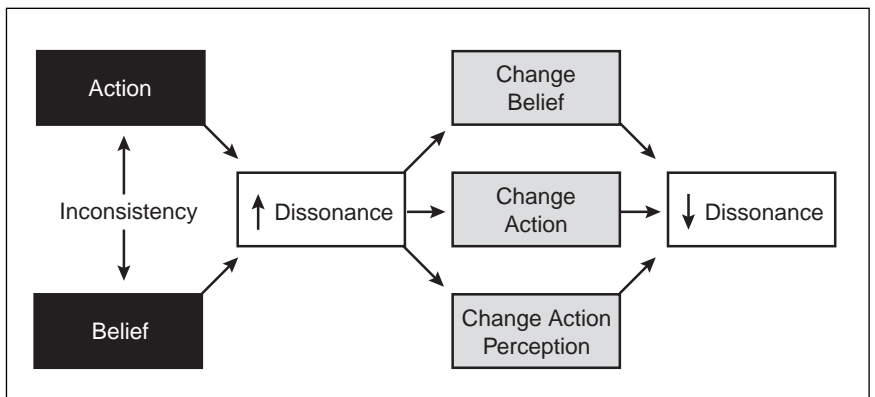 Action
Inconsistency
Belief
↑ Dissonance
Change
Belief
Change
Action
Change Action
Perception
↓ Dissonance